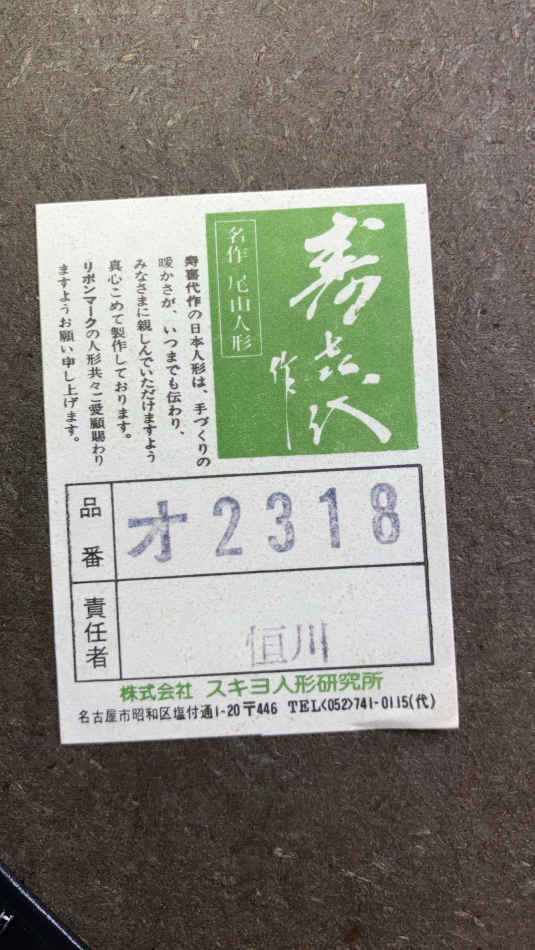 寿喜代
作
名作 尾山人形
寿喜代作の日本人形は、手づくりの
暖かさが、いつまでも伝わり、
みなさまに親しんでいただけますよう
真心こめて製作しております。
リボンマークの人形共々ご愛顧賜わり
ますようお願い申し上げます。
品番 オ2318
責任者 恒川
株式会社 スキヨ人形研究所
名古屋市昭和区塩付通1-20〒446 TEL<052>741-0115(代)